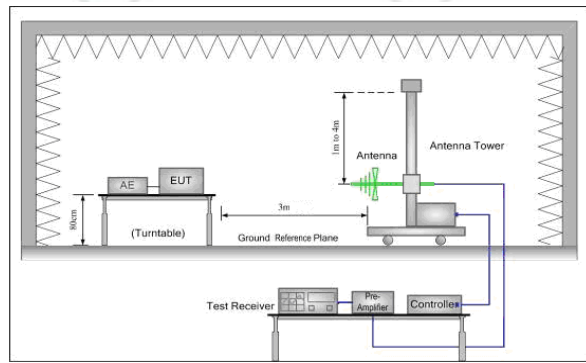 1m to 4m
Antenna
Antenna Tower
AE
EUT
80cm
(Turntable)
3m
Ground Reference Plane
Test Receiver
Pre-
Amplifier
Controller